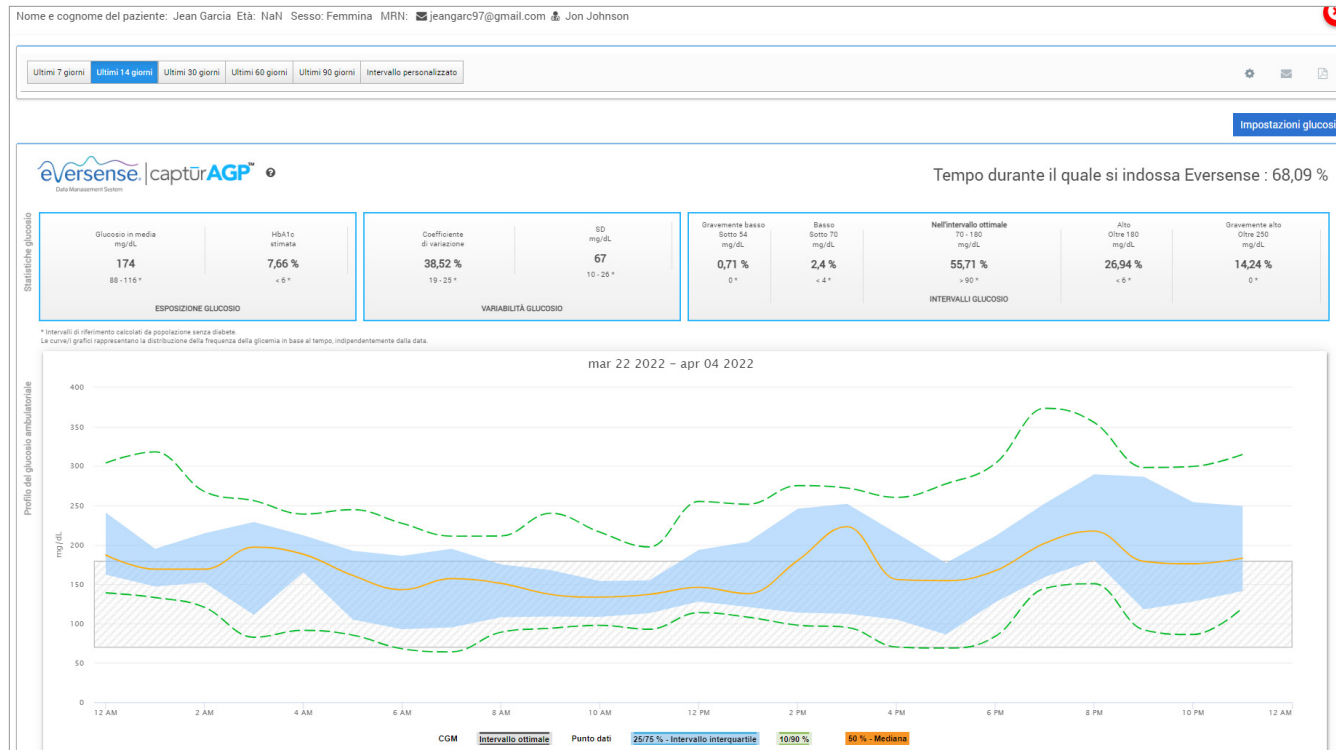 Nome e cognome del paziente: Jean Garcia Età: NaN Sesso: Femmina MRN: jeangarc97@gmail.com Jon Johnson
Ultimi 7 giorni Ultimi 14 giorni Ultimi 30 giorni Ultimi 60 giorni Ultimi 90 giorni Intervallo personalizzato
Impostazioni glucosi
eversense. | captūrAGP™
Data Management System
Tempo durante il quale si indossa Eversense : 68,09 %
Statistiche glucosio
Glucosio in media
mg/dL
174
88 - 116 *
HbA1c
stimata
7,66 %
< 6 *
ESPOSIZIONE GLUCOSIO
Coefficiente
di variazione
38,52 %
19 - 25 *
SD
mg/dL
67
10 - 26 *
VARIABILITÀ GLUCOSIO
Gravemente basso
Sotto 54
mg/dL
0,71 %
0 *
Basso
Sotto 70
mg/dL
2,4 %
< 4 *
Nell'intervallo ottimale
70 - 180
mg/dL
55,71 %
> 90 *
Alto
Oltre 180
mg/dL
26,94 %
< 6 *
Gravemente alto
Oltre 250
mg/dL
14,24 %
0 *
INTERVALLI GLUCOSIO
* Intervalli di riferimento calcolati da popolazione senza diabete.
Le curve/i grafici rappresentano la distribuzione della frequenza della glicemia in base al tempo, indipendentemente dalla data.
Profilo del glucosio ambulatoriale
mar 22 2022 - apr 04 2022
mg/dL
400
350
300
250
200
150
100
50
0
12 AM 2 AM 4 AM 6 AM 8 AM 10 AM 12 PM 2 PM 4 PM 6 PM 8 PM 10 PM 12 AM
CGM Intervallo ottimale Punto dati 25/75 % - Intervallo interquartile 10/90 % 50 % - Mediana